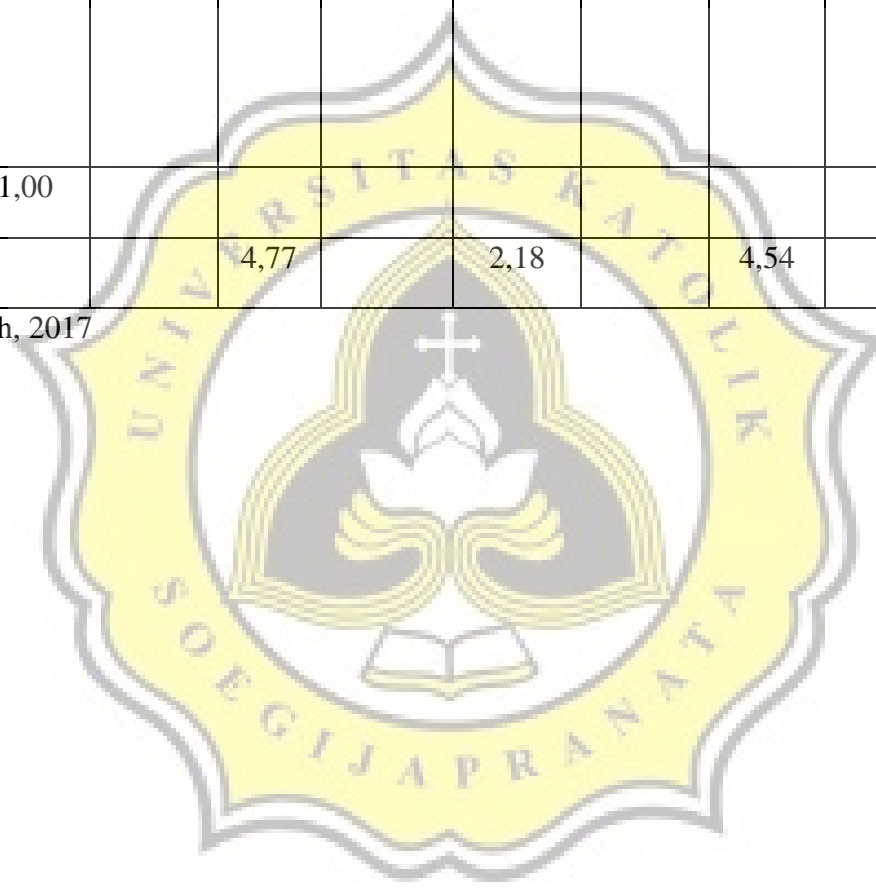 1,00
4,77 2,18 4,54
h, 2017
UNIVERSITAS KATOLIK
SOEGIJAPRANATA